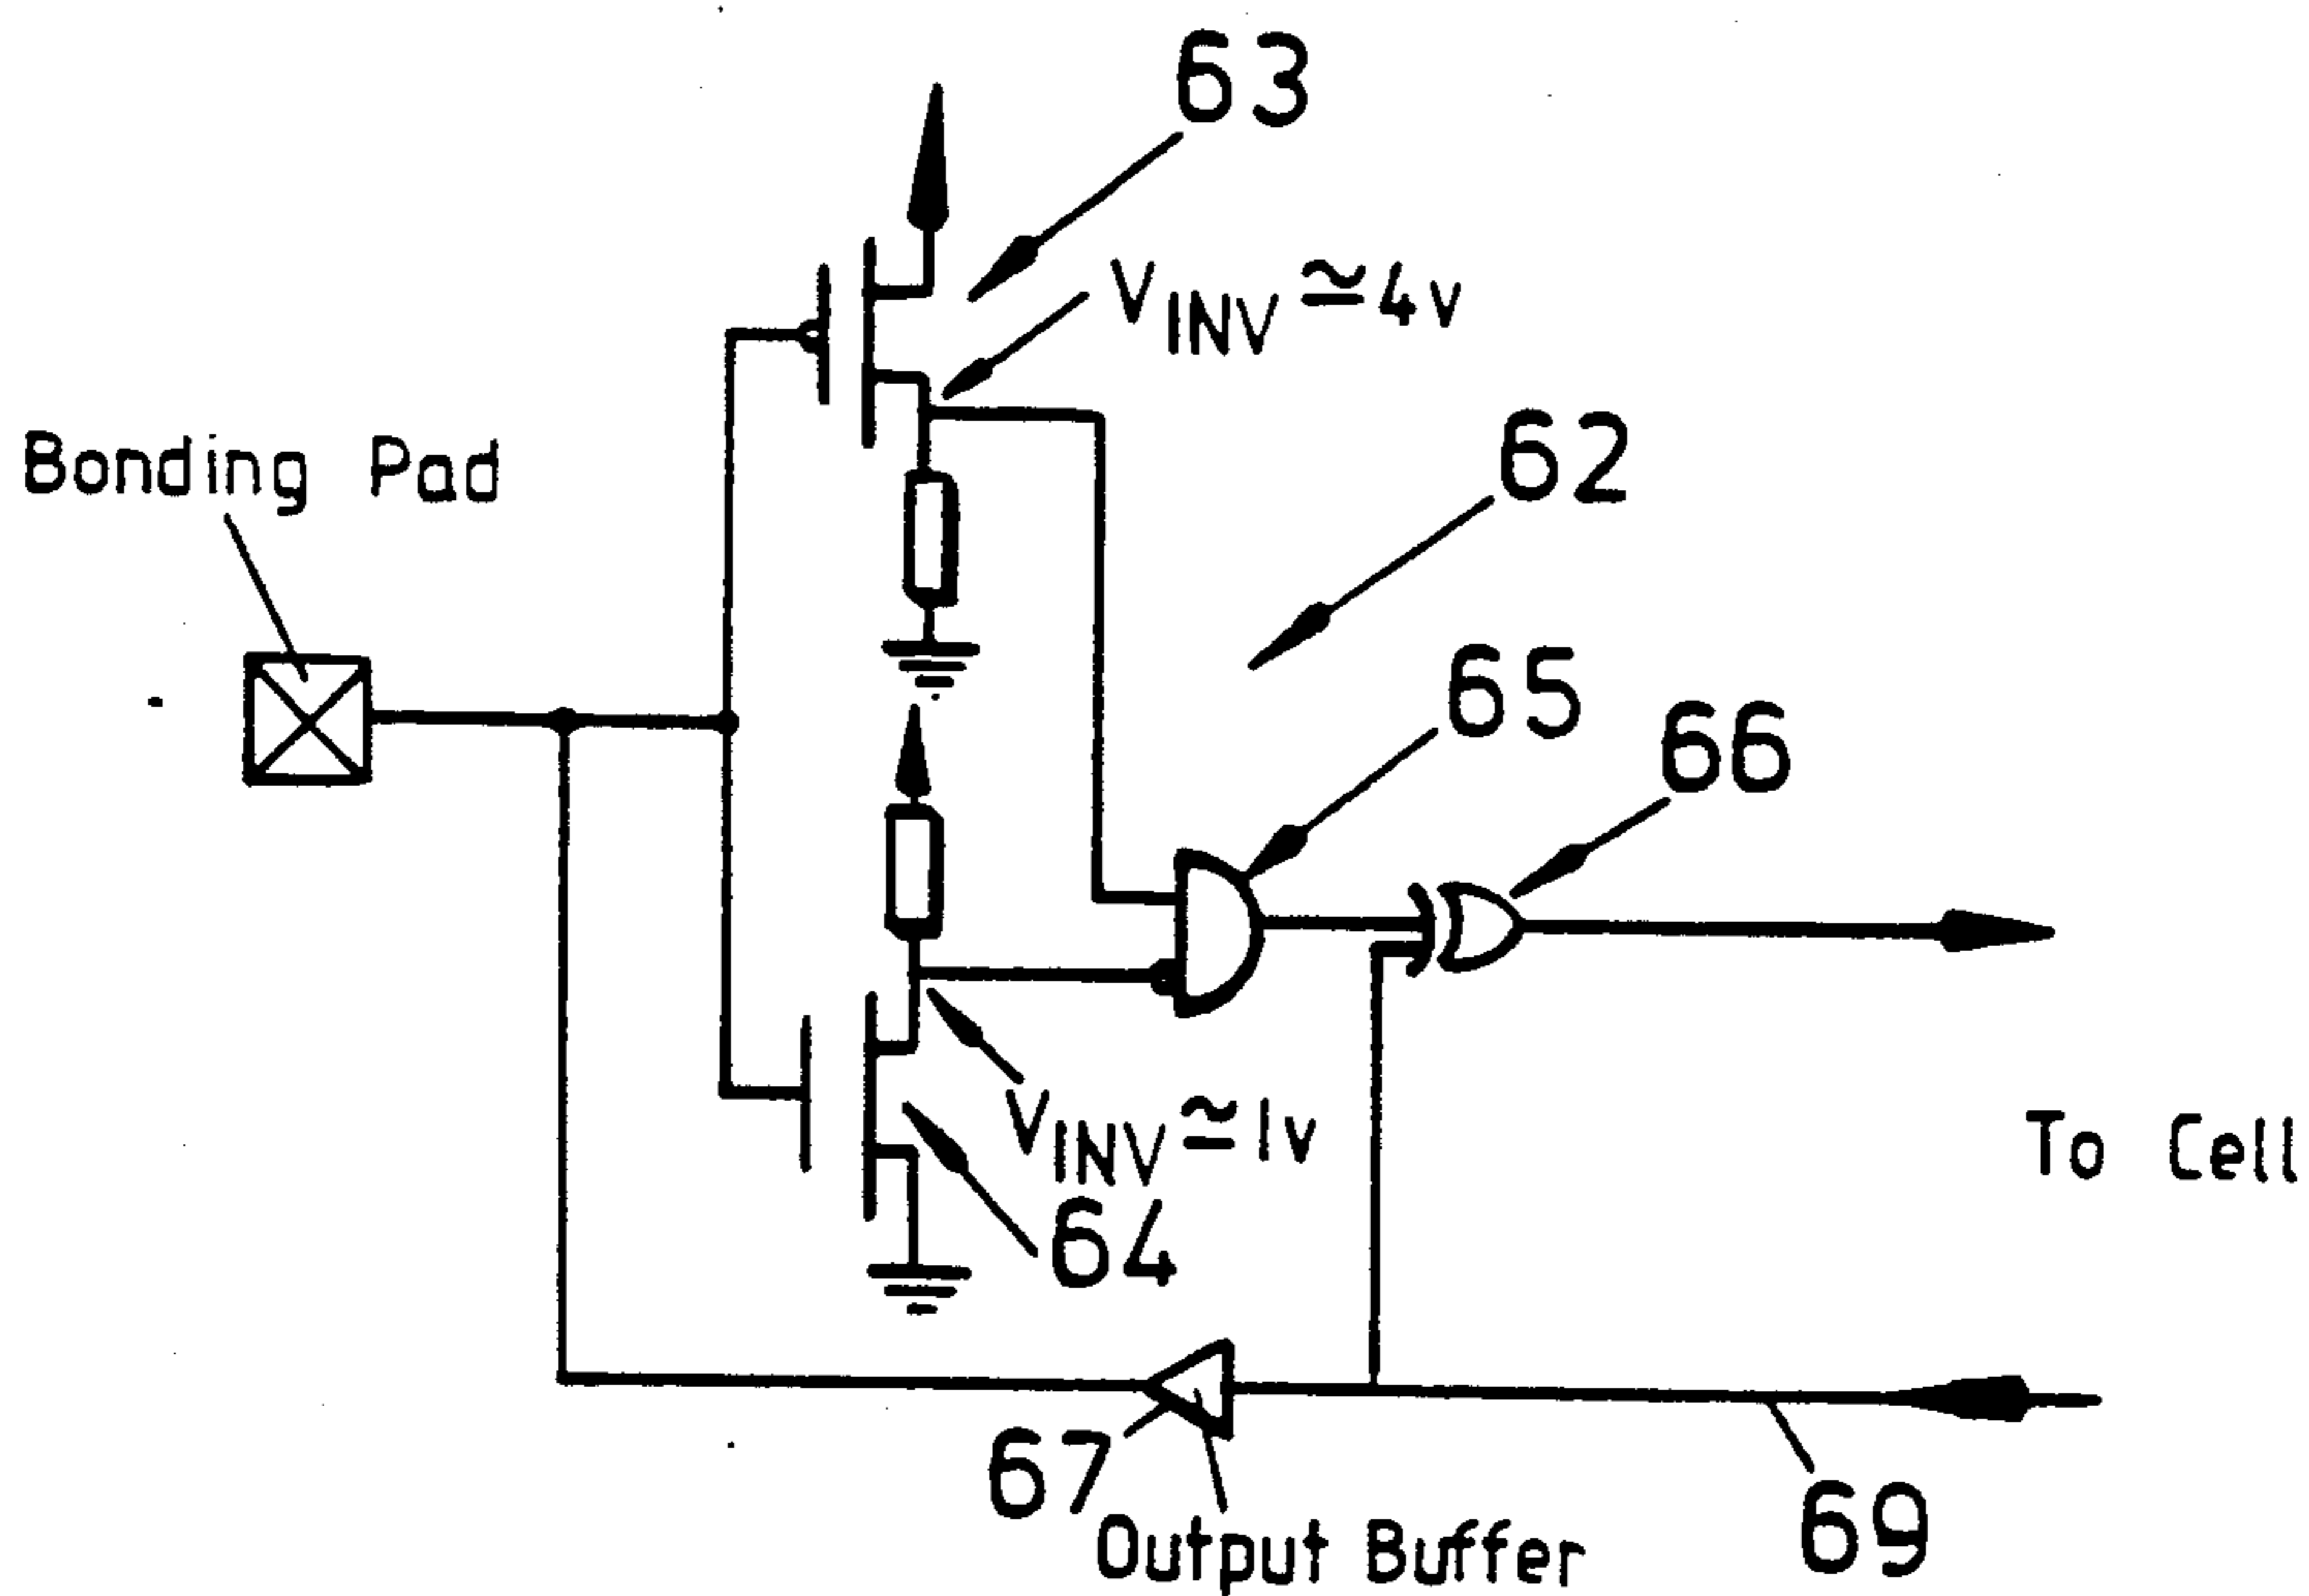 63
V_INV ≃ 4v
62
Bonding Pad
65
66
V_INV ≃ 1v
To Cell
64
67
Output Buffer
69